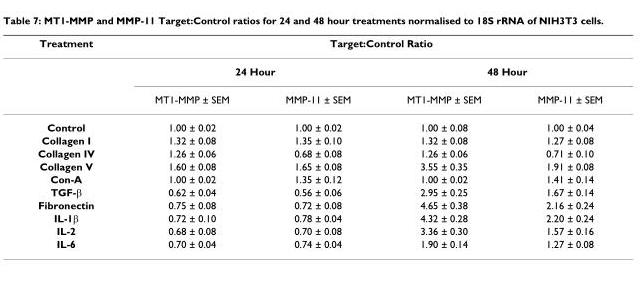 Table 7: MT1-MMP and MMP-11 Target:Control ratios for 24 and 48 hour treatments normalised to 18S rRNA of NIH3T3 cells.
Treatment Target:Control Ratio
24 Hour 48 Hour
MT1-MMP ± SEM MMP-11 ± SEM MT1-MMP ± SEM MMP-11 ± SEM
Control 1.00 ± 0.02 1.00 ± 0.02 1.00 ± 0.08 1.00 ± 0.04
Collagen I 1.32 ± 0.08 1.35 ± 0.10 1.32 ± 0.08 1.27 ± 0.08
Collagen IV 1.26 ± 0.06 0.68 ± 0.08 1.26 ± 0.06 0.71 ± 0.10
Collagen V 1.60 ± 0.08 1.65 ± 0.08 3.55 ± 0.35 1.91 ± 0.08
Con-A 1.00 ± 0.02 1.35 ± 0.12 1.00 ± 0.02 1.41 ± 0.14
TGF-β 0.62 ± 0.04 0.56 ± 0.06 2.95 ± 0.25 1.67 ± 0.14
Fibronectin 0.75 ± 0.08 0.72 ± 0.08 4.65 ± 0.38 2.16 ± 0.24
IL-1β 0.72 ± 0.10 0.78 ± 0.04 4.32 ± 0.28 2.20 ± 0.24
IL-2 0.68 ± 0.08 0.70 ± 0.08 3.36 ± 0.30 1.57 ± 0.16
IL-6 0.70 ± 0.04 0.74 ± 0.04 1.90 ± 0.14 1.27 ± 0.08